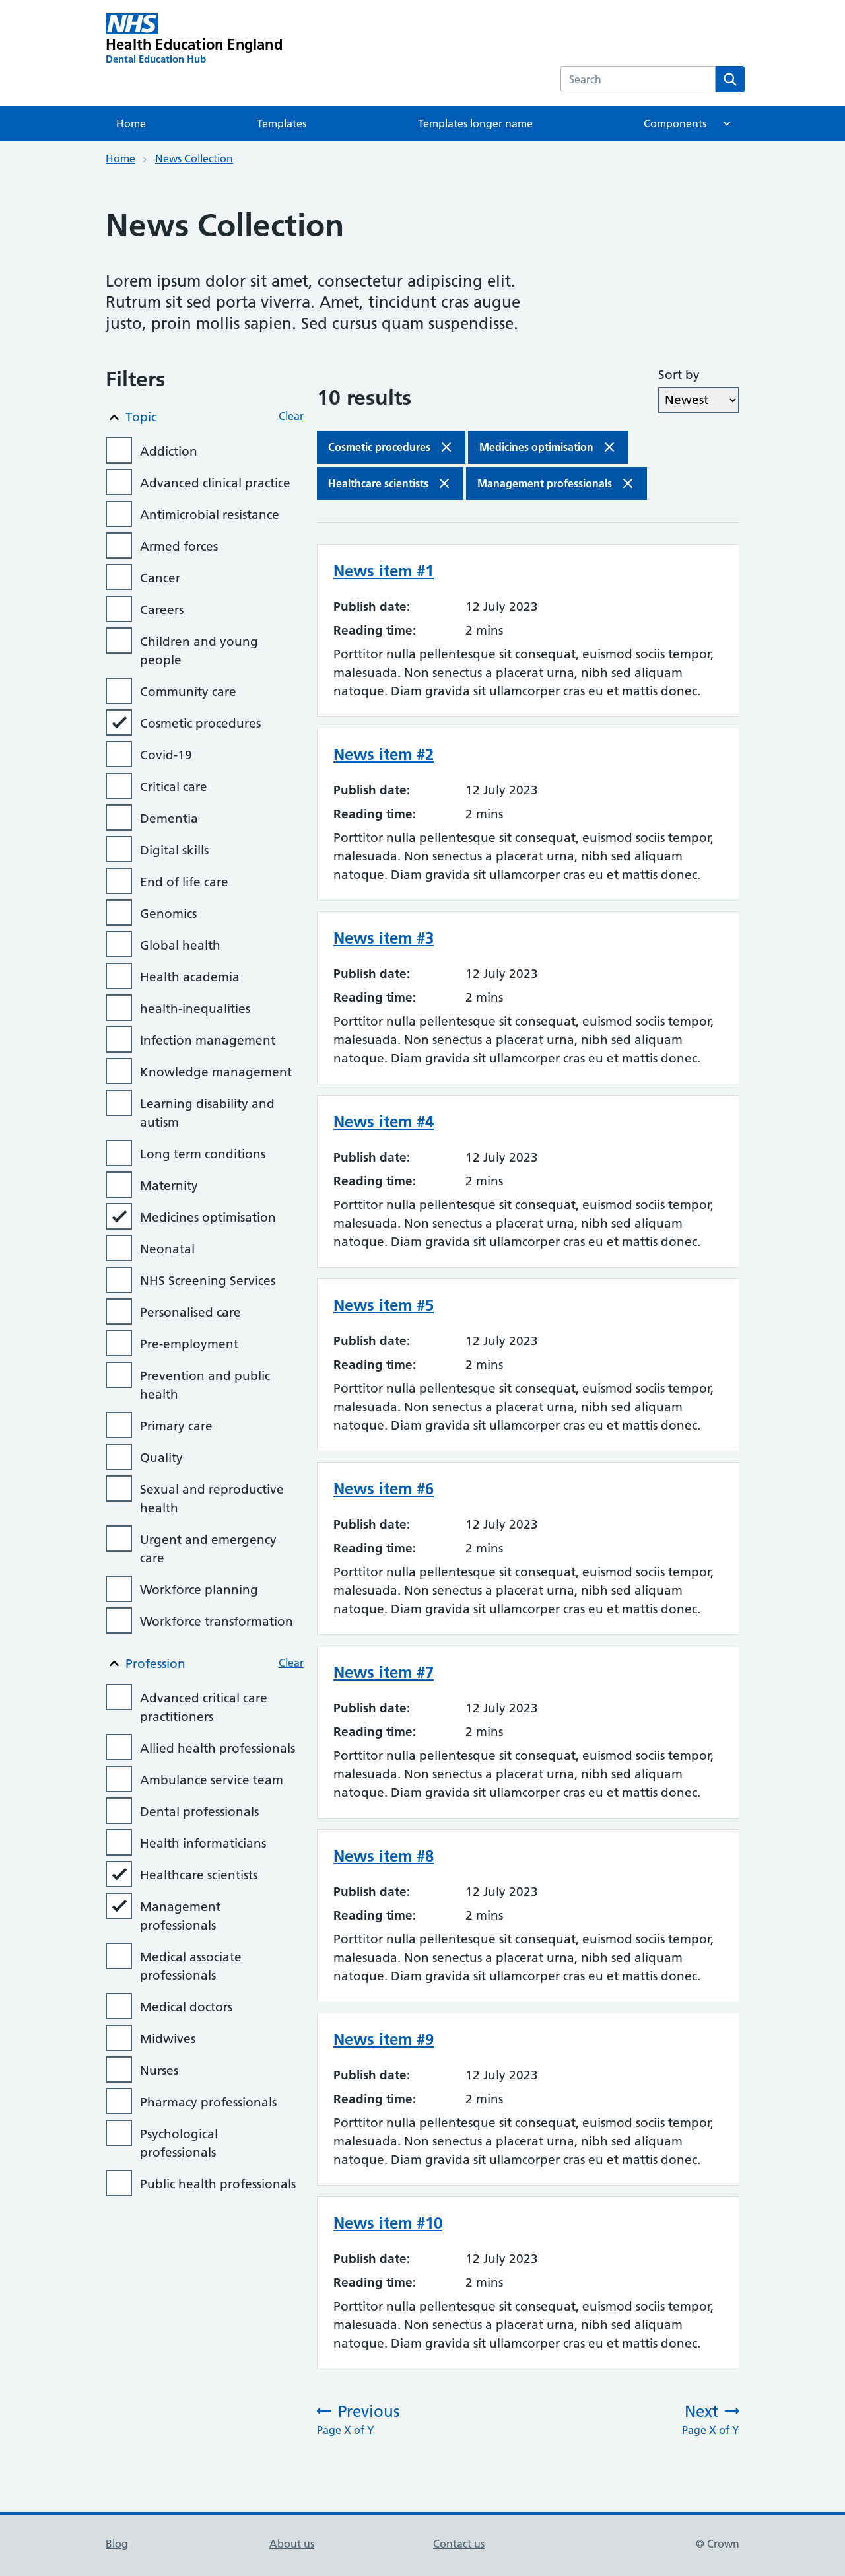 NHS
Health Education England
Dental Education Hub
Search
Home
Templates
Templates longer name
Components
Home
News Collection
News Collection
Lorem ipsum dolor sit amet, consectetur adipiscing elit.
Rutrum sit sed porta viverra. Amet, tincidunt cras augue
justo, proin mollis sapien. Sed cursus quam suspendisse.
Filters
Topic
Clear
Addiction
Advanced clinical practice
Antimicrobial resistance
Armed forces
Cancer
Careers
Children and young
people
Community care
Cosmetic procedures
Covid-19
Critical care
Dementia
Digital skills
End of life care
Genomics
Global health
Health academia
health-inequalities
Infection management
Knowledge management
Learning disability and
autism
Long term conditions
Maternity
Medicines optimisation
Neonatal
NHS Screening Services
Personalised care
Pre-employment
Prevention and public
health
Primary care
Quality
Sexual and reproductive
health
Urgent and emergency
care
Workforce planning
Workforce transformation
Profession
Clear
Advanced critical care
practitioners
Allied health professionals
Ambulance service team
Dental professionals
Health informaticians
Healthcare scientists
Management
professionals
Medical associate
professionals
Medical doctors
Midwives
Nurses
Pharmacy professionals
Psychological
professionals
Public health professionals
10 results
Sort by
Newest
Cosmetic procedures
Medicines optimisation
Healthcare scientists
Management professionals
News item #1
Publish date: 12 July 2023
Reading time: 2 mins
Porttitor nulla pellentesque sit consequat, euismod sociis tempor,
malesuada. Non senectus a placerat urna, nibh sed aliquam
natoque. Diam gravida sit ullamcorper cras eu et mattis donec.
News item #2
Publish date: 12 July 2023
Reading time: 2 mins
Porttitor nulla pellentesque sit consequat, euismod sociis tempor,
malesuada. Non senectus a placerat urna, nibh sed aliquam
natoque. Diam gravida sit ullamcorper cras eu et mattis donec.
News item #3
Publish date: 12 July 2023
Reading time: 2 mins
Porttitor nulla pellentesque sit consequat, euismod sociis tempor,
malesuada. Non senectus a placerat urna, nibh sed aliquam
natoque. Diam gravida sit ullamcorper cras eu et mattis donec.
News item #4
Publish date: 12 July 2023
Reading time: 2 mins
Porttitor nulla pellentesque sit consequat, euismod sociis tempor,
malesuada. Non senectus a placerat urna, nibh sed aliquam
natoque. Diam gravida sit ullamcorper cras eu et mattis donec.
News item #5
Publish date: 12 July 2023
Reading time: 2 mins
Porttitor nulla pellentesque sit consequat, euismod sociis tempor,
malesuada. Non senectus a placerat urna, nibh sed aliquam
natoque. Diam gravida sit ullamcorper cras eu et mattis donec.
News item #6
Publish date: 12 July 2023
Reading time: 2 mins
Porttitor nulla pellentesque sit consequat, euismod sociis tempor,
malesuada. Non senectus a placerat urna, nibh sed aliquam
natoque. Diam gravida sit ullamcorper cras eu et mattis donec.
News item #7
Publish date: 12 July 2023
Reading time: 2 mins
Porttitor nulla pellentesque sit consequat, euismod sociis tempor,
malesuada. Non senectus a placerat urna, nibh sed aliquam
natoque. Diam gravida sit ullamcorper cras eu et mattis donec.
News item #8
Publish date: 12 July 2023
Reading time: 2 mins
Porttitor nulla pellentesque sit consequat, euismod sociis tempor,
malesuada. Non senectus a placerat urna, nibh sed aliquam
natoque. Diam gravida sit ullamcorper cras eu et mattis donec.
News item #9
Publish date: 12 July 2023
Reading time: 2 mins
Porttitor nulla pellentesque sit consequat, euismod sociis tempor,
malesuada. Non senectus a placerat urna, nibh sed aliquam
natoque. Diam gravida sit ullamcorper cras eu et mattis donec.
News item #10
Publish date: 12 July 2023
Reading time: 2 mins
Porttitor nulla pellentesque sit consequat, euismod sociis tempor,
malesuada. Non senectus a placerat urna, nibh sed aliquam
natoque. Diam gravida sit ullamcorper cras eu et mattis donec.
Previous
Page X of Y
Next
Page X of Y
Blog
About us
Contact us
© Crown